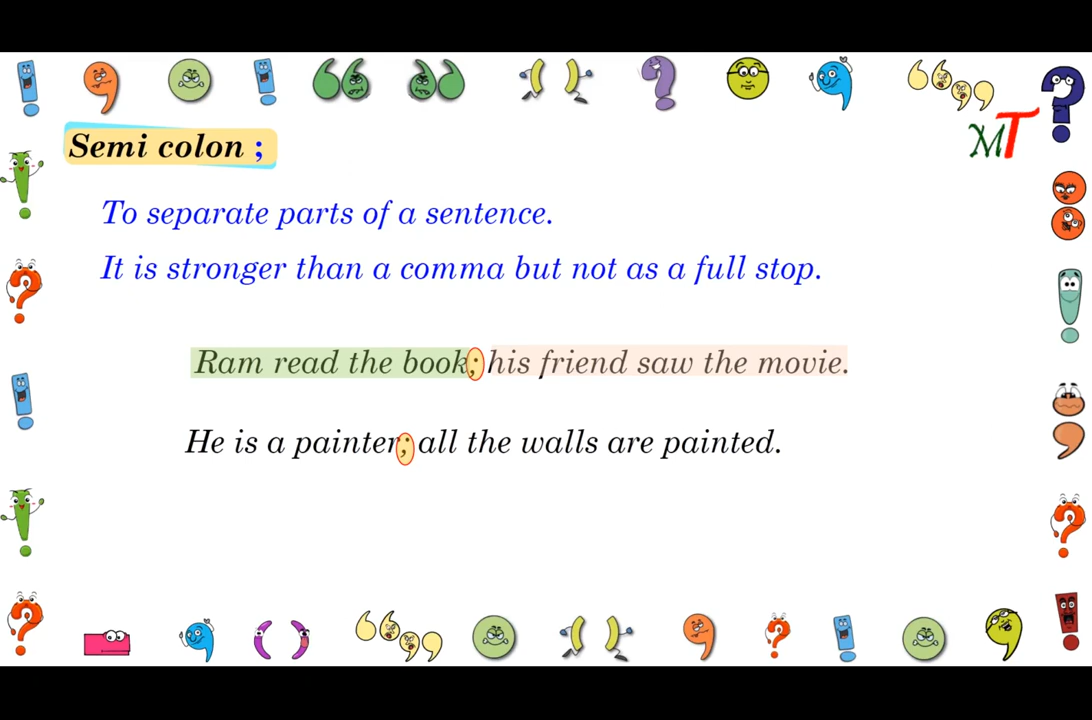 Semi colon ;
MT
To separate parts of a sentence.
It is stronger than a comma but not as a full stop.
Ram read the book; his friend saw the movie.
He is a painter; all the walls are painted.